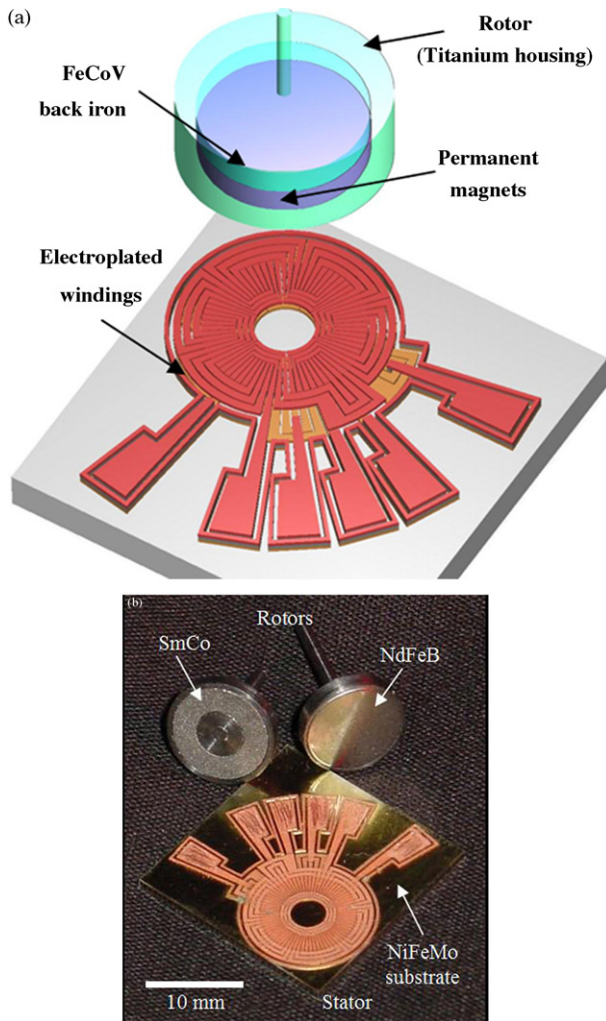 (a)
Rotor
(Titanium housing)
FeCoV
back iron
Permanent
magnets
Electroplated
windings
(b)
Rotors
SmCo
NdFeB
NiFeMo
substrate
10 mm
Stator